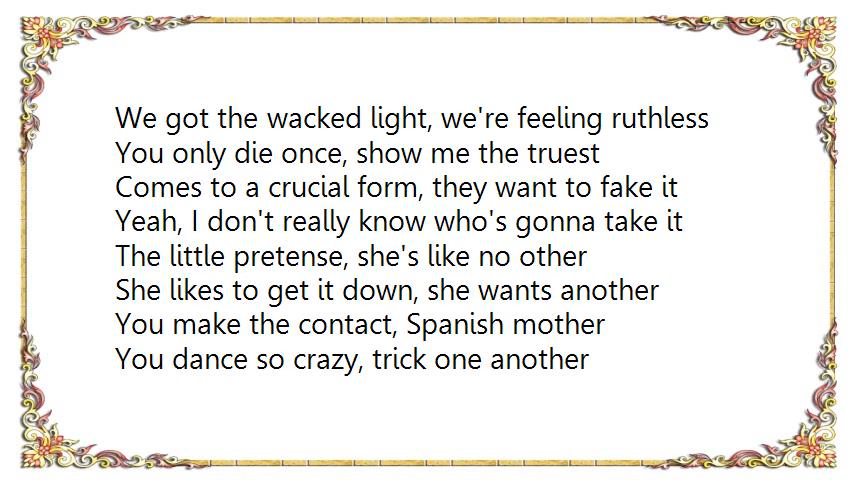 We got the wacked light, we're feeling ruthless
You only die once, show me the truest
Comes to a crucial form, they want to fake it
Yeah, I don't really know who's gonna take it
The little pretense, she's like no other
She likes to get it down, she wants another
You make the contact, Spanish mother
You dance so crazy, trick one another